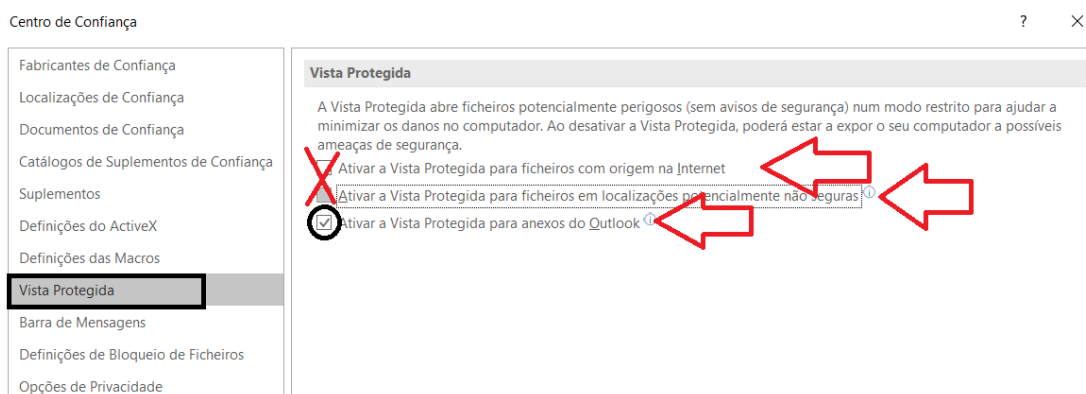 Centro de Confiança
?
Fabricantes de Confiança
Localizações de Confiança
Documentos de Confiança
Catálogos de Suplementos de Confiança
Suplementos
Definições do ActiveX
Definições das Macros
Vista Protegida
Barra de Mensagens
Definições de Bloqueio de Ficheiros
Opções de Privacidade
Vista Protegida
A Vista Protegida abre ficheiros potencialmente perigosos (sem avisos de segurança) num modo restrito para ajudar a
minimizar os danos no computador. Ao desativar a Vista Protegida, poderá estar a expor o seu computador a possíveis
ameaças de segurança.
Ativar a Vista Protegida para ficheiros com origem na Internet
Ativar a Vista Protegida para ficheiros em localizações potencialmente não seguras
Ativar a Vista Protegida para anexos do Outlook